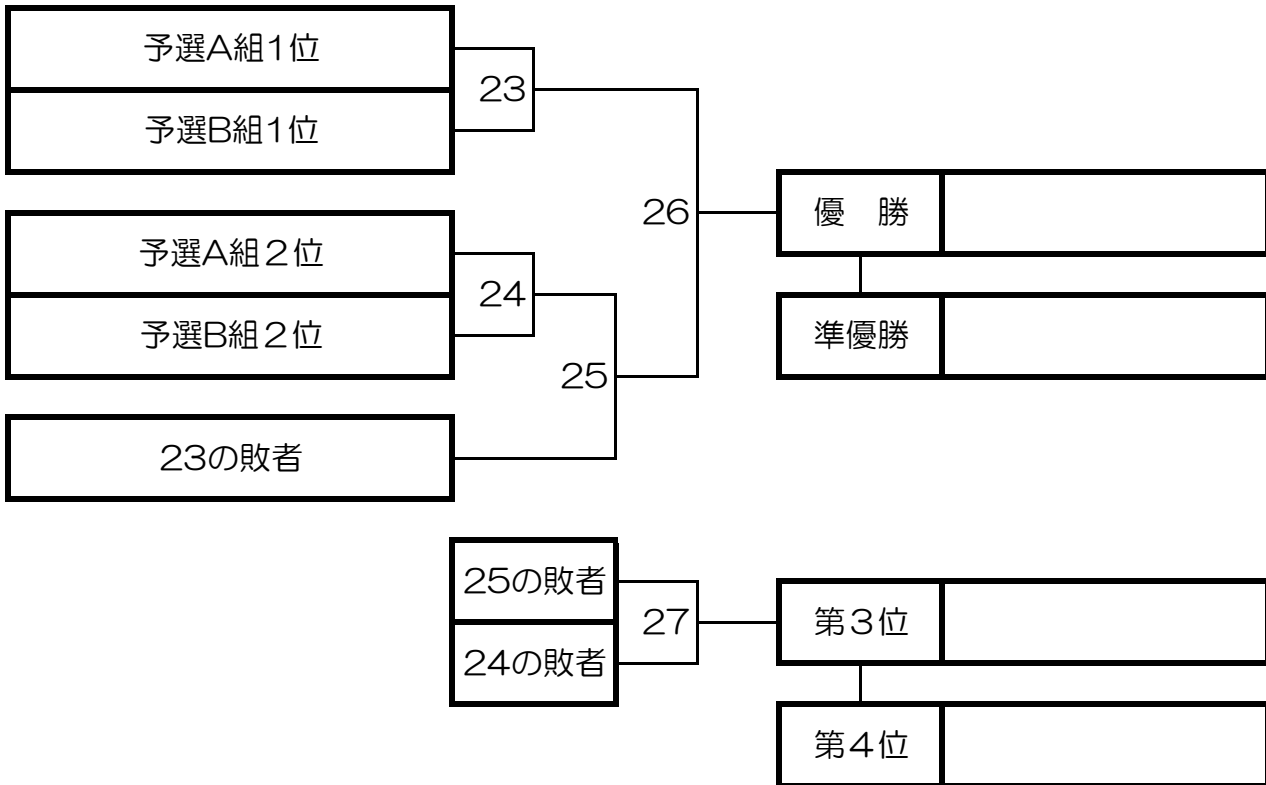 予選A組1位
23
予選B組1位
26
優　勝
予選A組２位
24
予選B組２位
準優勝
25
23の敗者
25の敗者
27
第３位
24の敗者
第４位